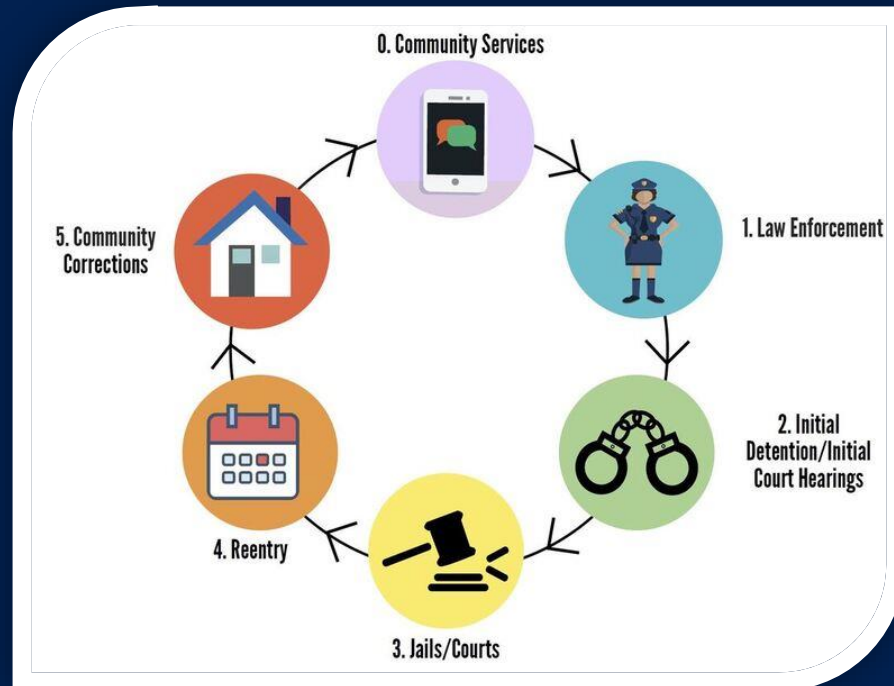 0. Community Services
1. Law Enforcement
2. Initial
Detention/Initial
Court Hearings
3. Jails/Courts
4. Reentry
5. Community
Corrections